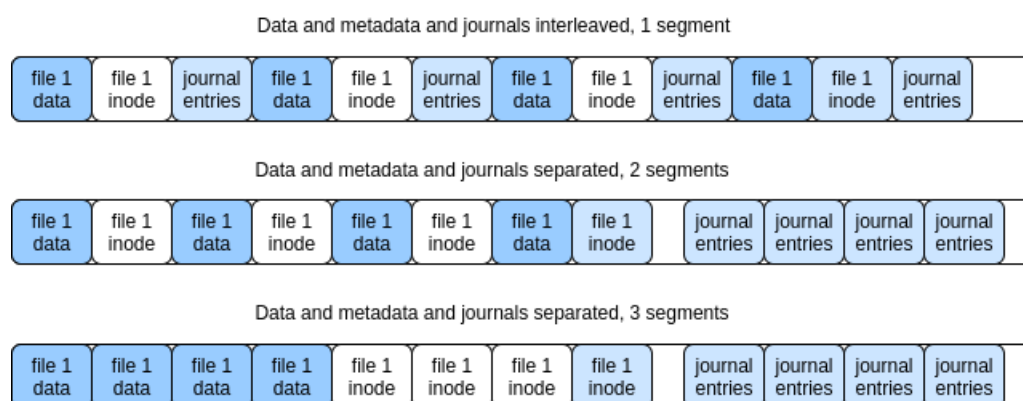 Data and metadata and journals interleaved, 1 segment
file 1 file 1 journal file 1 file 1 journal file 1 file 1 journal file 1 file 1 journal
data inode entries data inode entries data inode entries data inode entries
Data and metadata and journals separated, 2 segments
file 1 file 1 file 1 file 1 file 1 file 1 file 1 file 1 journal journal journal journal
data inode data inode data inode data inode entries entries entries entries
Data and metadata and journals separated, 3 segments
file 1 file 1 file 1 file 1 file 1 file 1 file 1 file 1 journal journal journal journal
data data data data inode inode inode inode entries entries entries entries